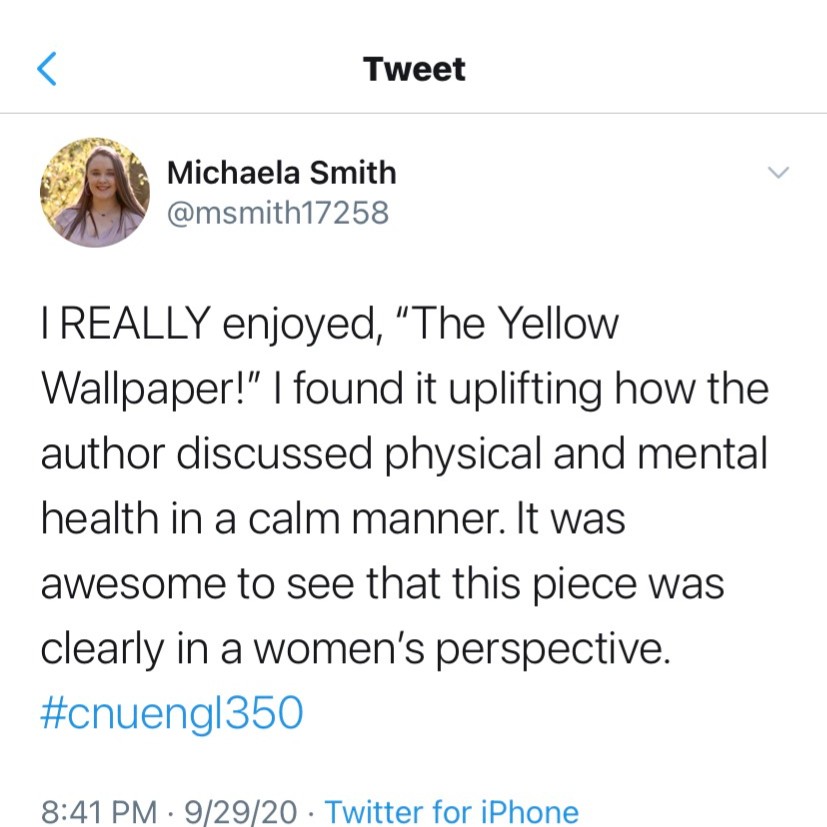 Tweet
Michaela Smith
@msmith17258
I REALLY enjoyed, “The Yellow
Wallpaper!” I found it uplifting how the
author discussed physical and mental
health in a calm manner. It was
awesome to see that this piece was
clearly in a women’s perspective.
#cnuengl350
8:41 PM · 9/29/20 · Twitter for iPhone